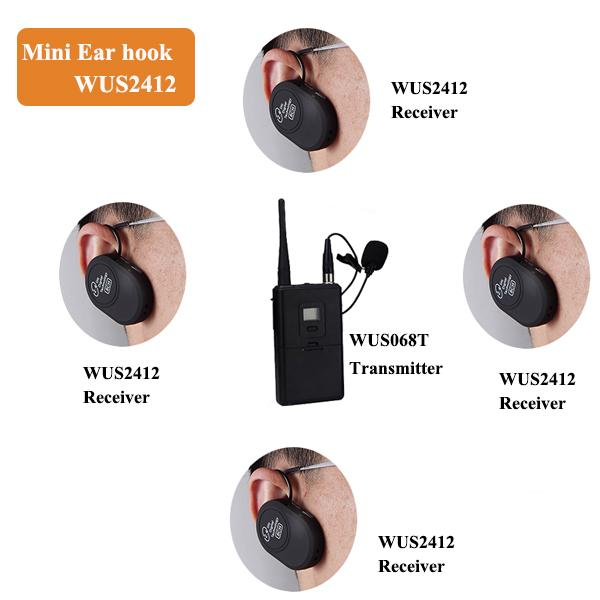 Mini Ear hook
WUS2412
WUS2412
Receiver
WUS2412
Receiver
WUS068T
Transmitter
WUS2412
Receiver
WUS2412
Receiver